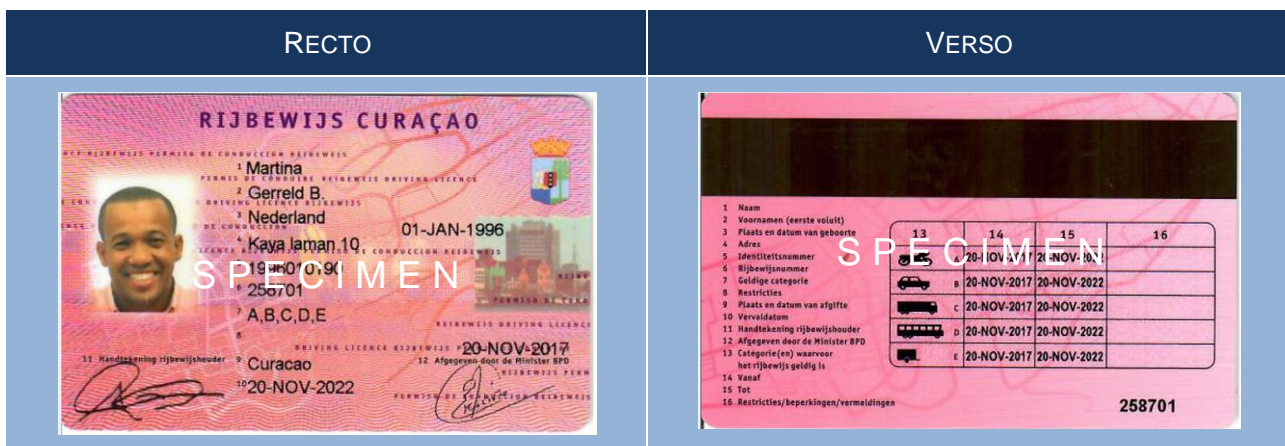 RECTO
VERSO
RIJBEWIJS CURAÇAO
1 Martina
2 Gerreld B.
3 Nederland 01-JAN-1996
4 Kaya laman 10
1996010190
6 258701
7 A,B,C,D,E
8
20-NOV-2017
9 Curacao
10 20-NOV-2022
11 Handtekening rijbewijshouder
12 Afgegeven door de Minister BPD
SPECIMEN
1 Naam
2 Voornamen (eerste voluit)
3 Plaats en datum van geboorte
4 Adres
5 Identiteitsnummer
6 Rijbewijsnummer
7 Geldige categorie
8 Restricties
9 Plaats en datum van afgifte
10 Vervaldatum
11 Handtekening rijbewijshouder
12 Afgegeven door de Minister BPD
13 Categorie(en) waarvoor
het rijbewijs geldig is
14 Vanaf
15 Tot
16 Restricties/beperkingen/vermeldingen
13 14 15 16
A 20-NOV-2017 20-NOV-2022
B 20-NOV-2017 20-NOV-2022
C 20-NOV-2017 20-NOV-2022
D 20-NOV-2017 20-NOV-2022
E 20-NOV-2017 20-NOV-2022
SPECIMEN
258701